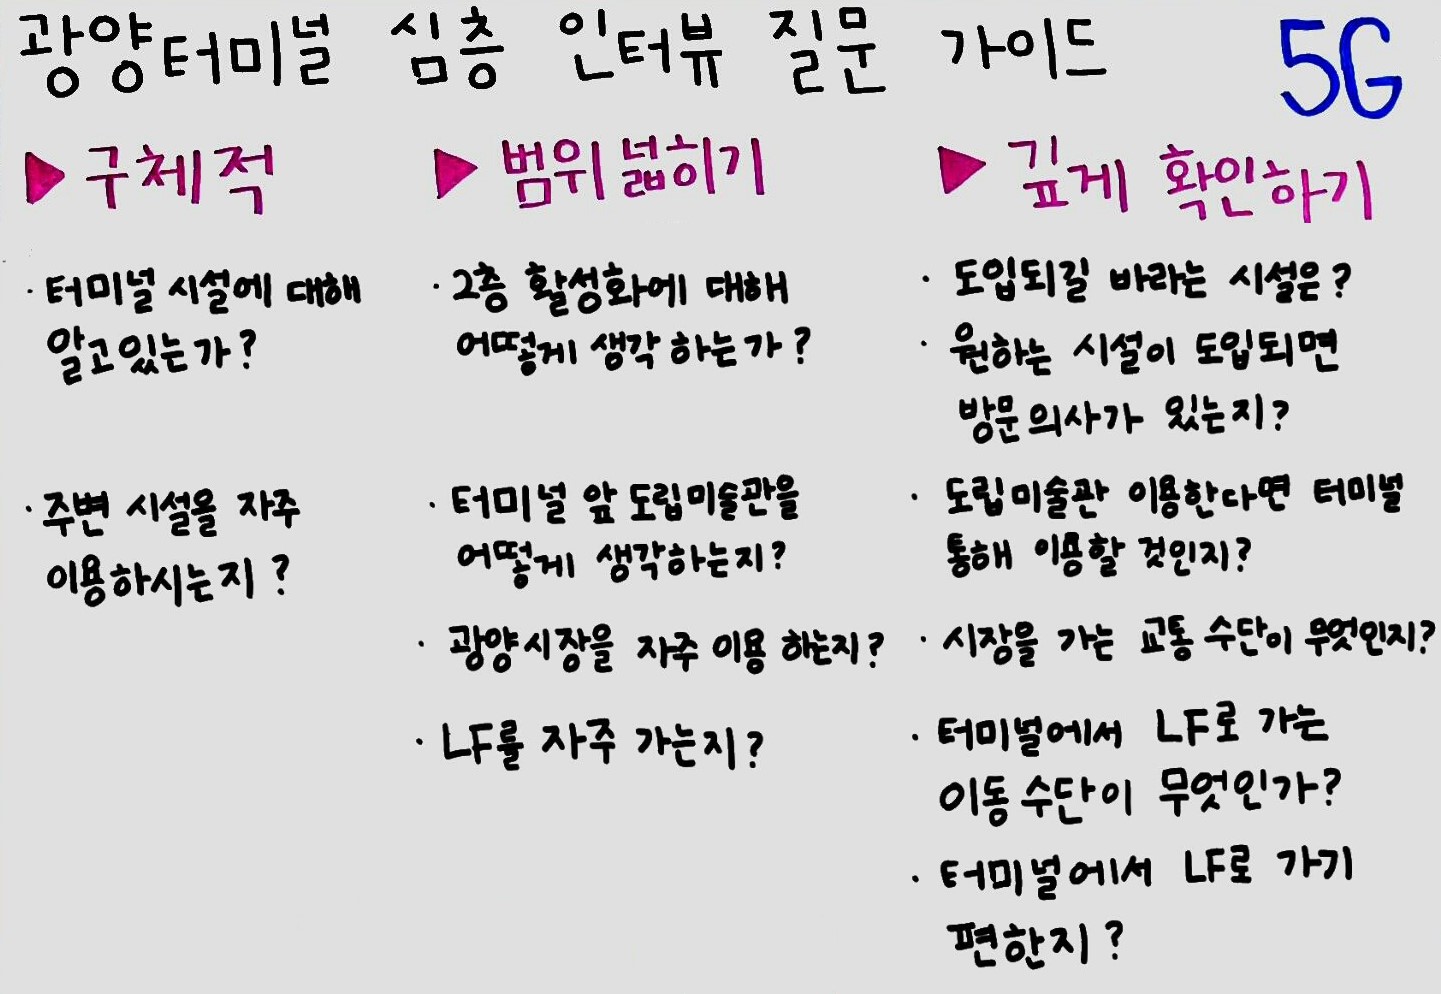 광양터미널 심층 인터뷰 질문 가이드 5G
▶ 구체적
· 터미널 시설에 대해
알고있는가?
· 주변 시설을 자주
이용하시는지?
▶ 범위 넓히기
· 2층 활성화에 대해
어떻게 생각하는가?
· 터미널 앞 도립미술관을
어떻게 생각하는지?
· 광양시장을 자주 이용 하는지?
· LF를 자주 가는지?
▶ 깊게 확인하기
· 도입되길 바라는 시설은?
· 원하는 시설이 도입되면
방문의사가 있는지?
· 도립미술관 이용한다면 터미널
통해 이용할 것인지?
· 시장을 가는 교통 수단이 무엇인지?
· 터미널에서 LF로 가는
이동 수단이 무엇인가?
· 터미널에서 LF로 가기
편한지?